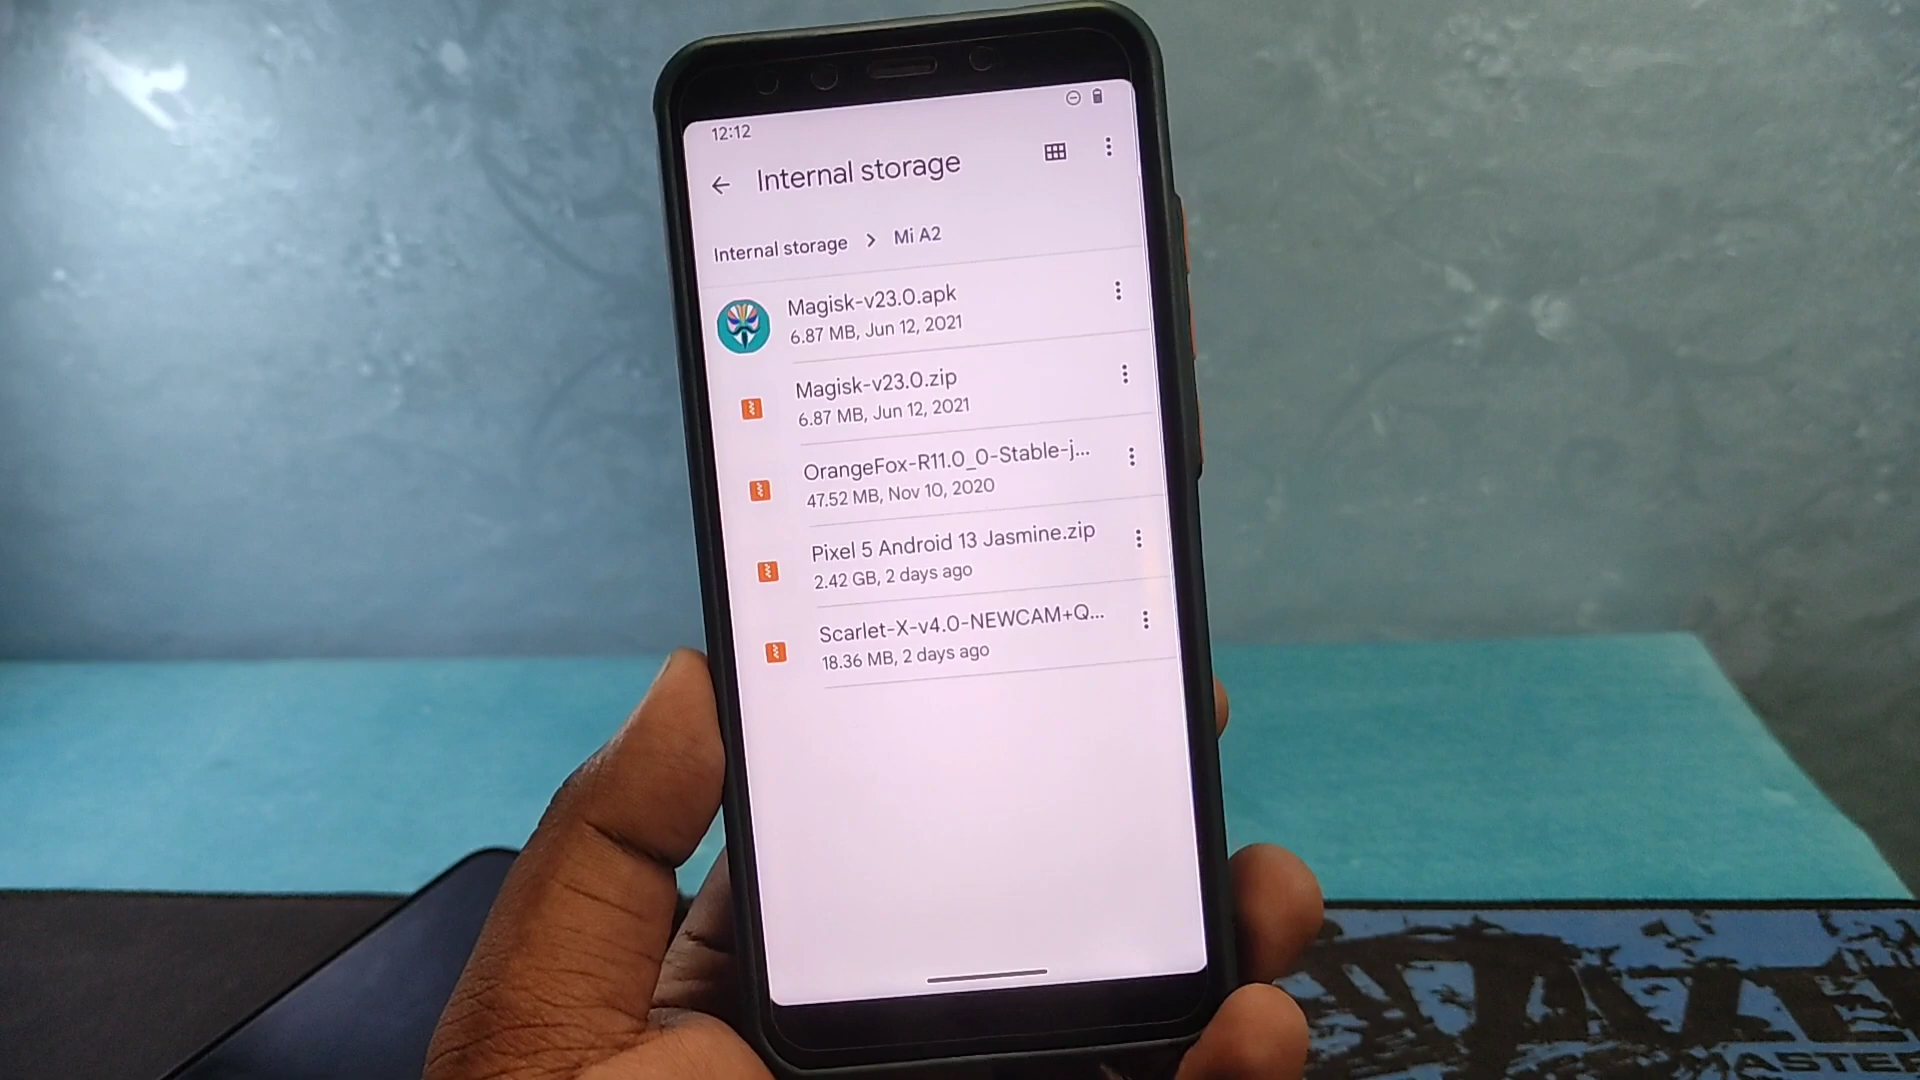 12:12
Internal storage
Internal storage > Mi A2
Magisk-v23.0.apk
6.87 MB, Jun 12, 2021
Magisk-v23.0.zip
6.87 MB, Jun 12, 2021
OrangeFox-R11.0_0-Stable-j...
47.52 MB, Nov 10, 2020
Pixel 5 Android 13 Jasmine.zip
2.42 GB, 2 days ago
Scarlet-X-v4.0-NEWCAM+Q...
18.36 MB, 2 days ago
MASTER